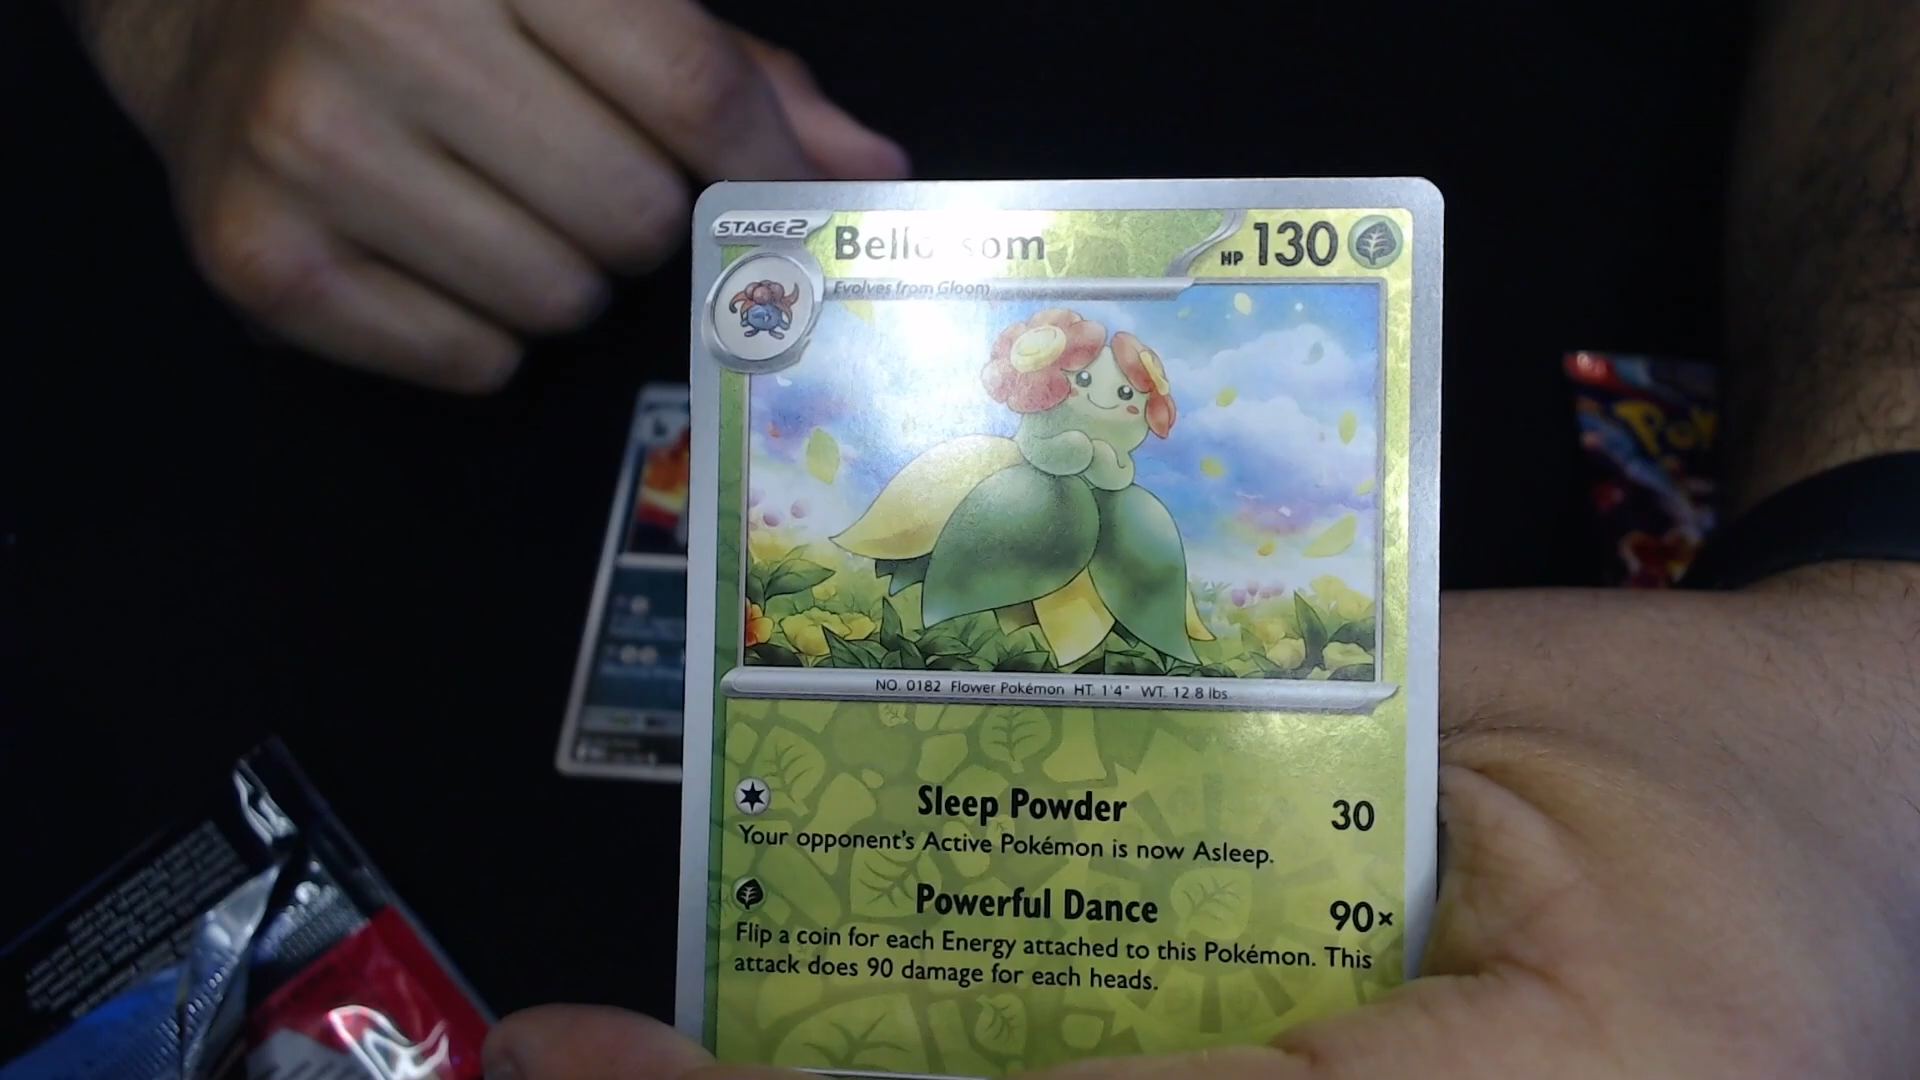 STAGE2
HP 130
Evolves from Gloom
NO. 0182 Flower Pokémon HT. 1'4" WT. 12.8 lbs.
Sleep Powder 30
Your opponent's Active Pokémon is now Asleep.
Powerful Dance 90×
Flip a coin for each Energy attached to this Pokémon. This
attack does 90 damage for each heads.